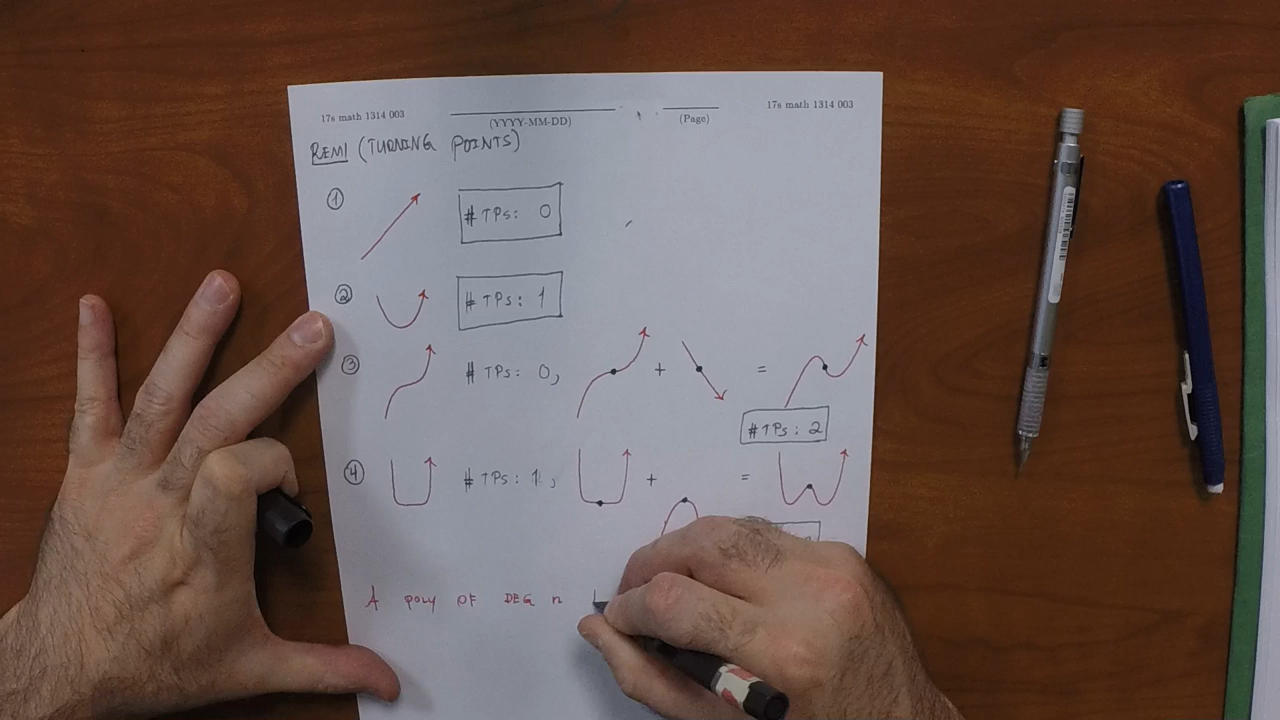 17s math 1314 003 (YYYY-MM-DD) (Page) 17s math 1314 003
REM (TURNING POINTS)
① # TPs: 0
② # TPs: 1
③ # TPs: 0, + =
# TPs: 2
④ # TPs: 1, + =
A POLY OF DEG n